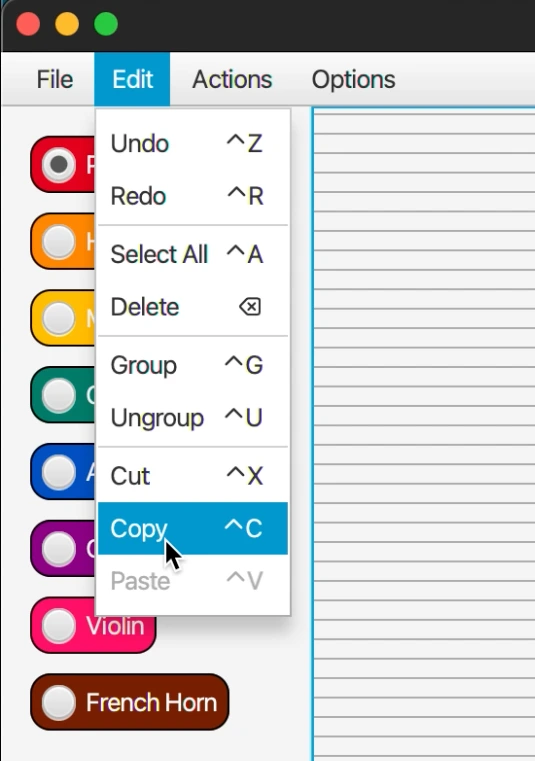 File Edit Actions Options
Undo ^Z
Redo ^R
Select All ^A
Delete ⌫
Group ^G
Ungroup ^U
Cut ^X
Copy ^C
Paste ^V
Violin
French Horn